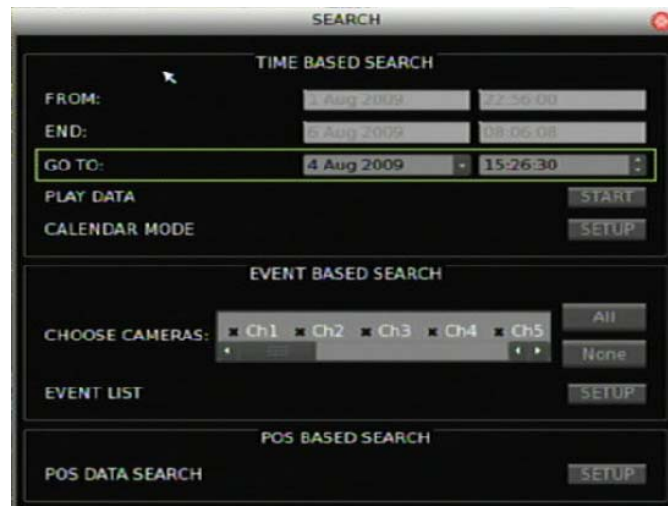 SEARCH
TIME BASED SEARCH
FROM: 1 Aug 2009 22:56:00
END: 6 Aug 2009 08:06:08
GO TO: 4 Aug 2009 15:26:30
PLAY DATA START
CALENDAR MODE SETUP
EVENT BASED SEARCH
CHOOSE CAMERAS: Ch1 Ch2 Ch3 Ch4 Ch5 All
None
EVENT LIST SETUP
POS BASED SEARCH
POS DATA SEARCH SETUP